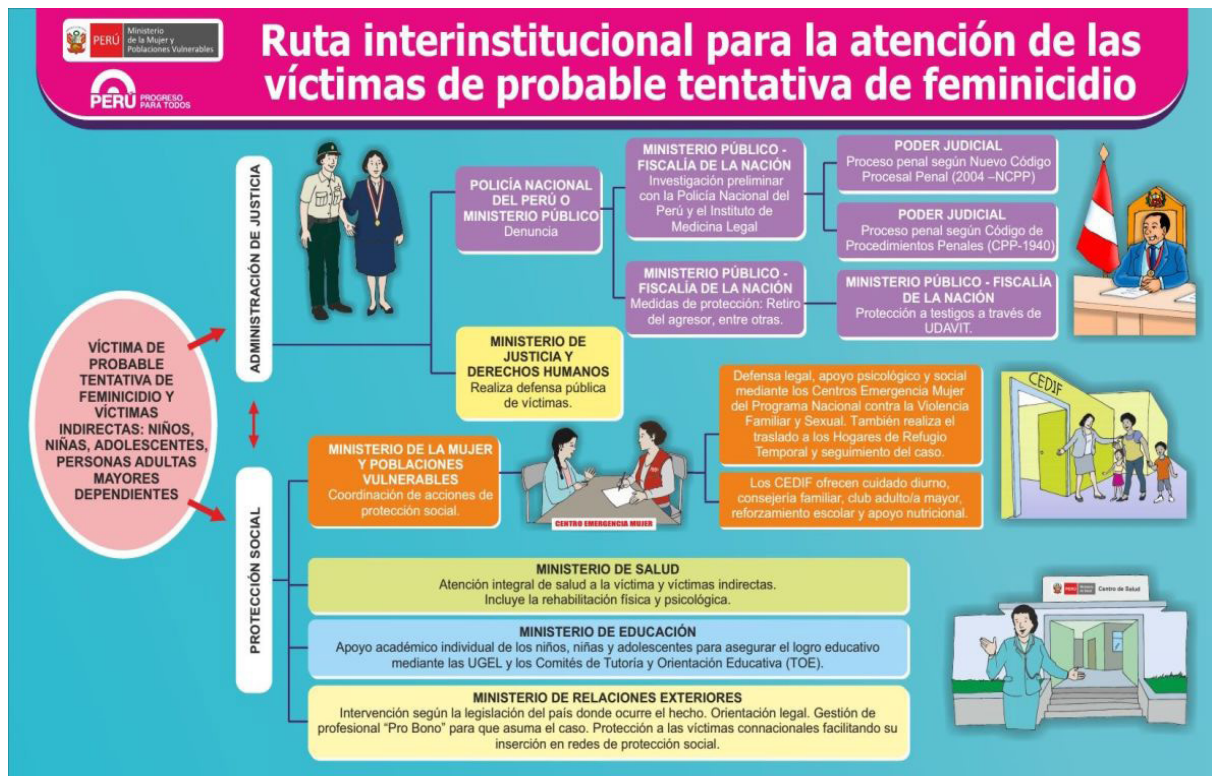 PERÚ
Ministerio
de la Mujer y
Poblaciones Vulnerables
PERÚ PROGRESO
PARA TODOS
Ruta interinstitucional para la atención de las
víctimas de probable tentativa de feminicidio
VÍCTIMA DE
PROBABLE
TENTATIVA DE
FEMINICIDIO Y
VÍCTIMAS
INDIRECTAS: NIÑOS,
NIÑAS, ADOLESCENTES,
PERSONAS ADULTAS
MAYORES
DEPENDIENTES
ADMINISTRACIÓN DE JUSTICIA
POLICÍA NACIONAL
DEL PERÚ O
MINISTERIO PÚBLICO
Denuncia
MINISTERIO PÚBLICO -
FISCALÍA DE LA NACIÓN
Investigación preliminar
con la Policía Nacional del
Perú y el Instituto de
Medicina Legal
PODER JUDICIAL
Proceso penal según Nuevo Código
Procesal Penal (2004 –NCPP)
PODER JUDICIAL
Proceso penal según Código de
Procedimientos Penales (CPP-1940)
MINISTERIO PÚBLICO -
FISCALÍA DE LA NACIÓN
Medidas de protección: Retiro
del agresor, entre otras.
MINISTERIO PÚBLICO - FISCALÍA
DE LA NACIÓN
Protección a testigos a través de
UDAVIT.
MINISTERIO DE
JUSTICIA Y
DERECHOS HUMANOS
Realiza defensa pública
de víctimas.
PROTECCIÓN SOCIAL
MINISTERIO DE LA MUJER
Y POBLACIONES
VULNERABLES
Coordinación de acciones de
protección social.
CENTRO EMERGENCIA MUJER
Defensa legal, apoyo psicológico y social
mediante los Centros Emergencia Mujer
del Programa Nacional contra la Violencia
Familiar y Sexual. También realiza el
traslado a los Hogares de Refugio
Temporal y seguimiento del caso.
Los CEDIF ofrecen cuidado diurno,
consejería familiar, club adulto/a mayor,
reforzamiento escolar y apoyo nutricional.
CEDIF
MINISTERIO DE SALUD
Atención integral de salud a la víctima y víctimas indirectas.
Incluye la rehabilitación física y psicológica.
MINISTERIO DE EDUCACIÓN
Apoyo académico individual de los niños, niñas y adolescentes para asegurar el logro educativo
mediante las UGEL y los Comités de Tutoría y Orientación Educativa (TOE).
MINISTERIO DE RELACIONES EXTERIORES
Intervención según la legislación del país donde ocurre el hecho. Orientación legal. Gestión de
profesional “Pro Bono” para que asuma el caso. Protección a las víctimas connacionales facilitando su
inserción en redes de protección social.
Centro de Salud